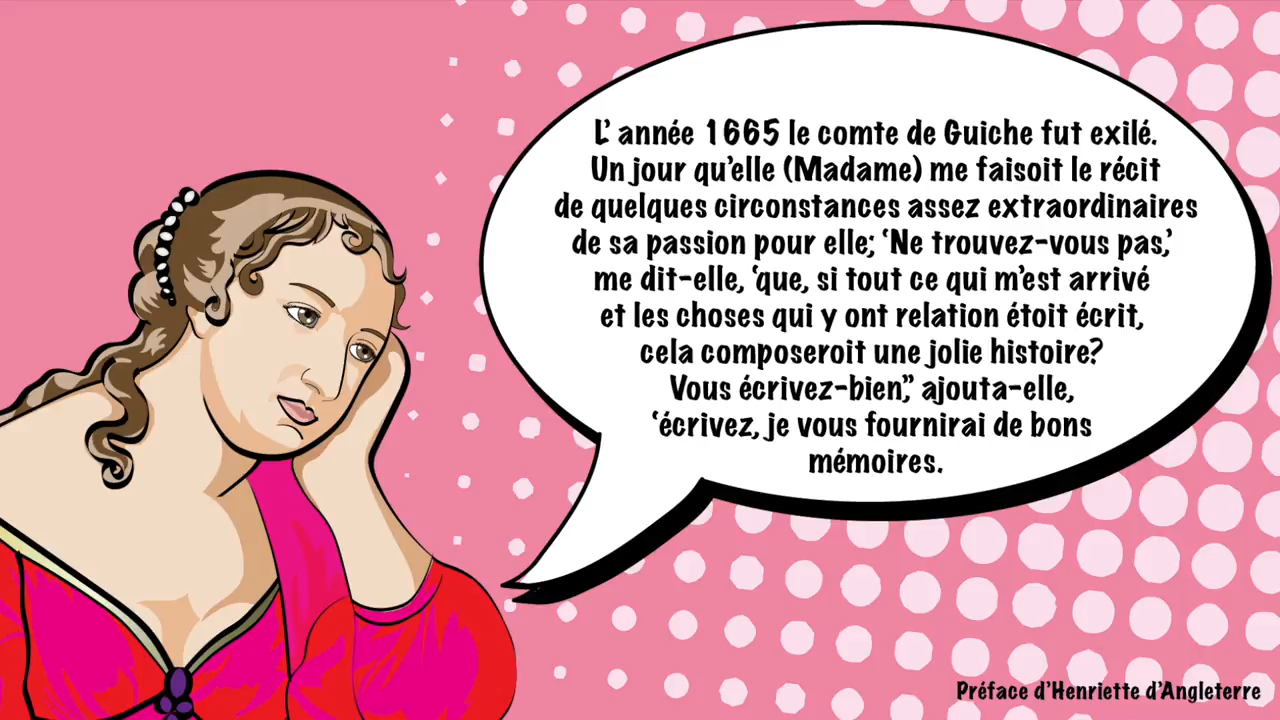 L’ année 1665 le comte de Guiche fut exilé.
Un jour qu’elle (Madame) me faisoit le récit
de quelques circonstances assez extraordinaires
de sa passion pour elle; ‘Ne trouvez-vous pas,’
me dit-elle, ‘que, si tout ce qui m’est arrivé
et les choses qui y ont relation étoit écrit,
cela composeroit une jolie histoire?
Vous écrivez-bien,” ajouta-elle,
‘écrivez, je vous fournirai de bons
mémoires.
Préface d’Henriette d’Angleterre